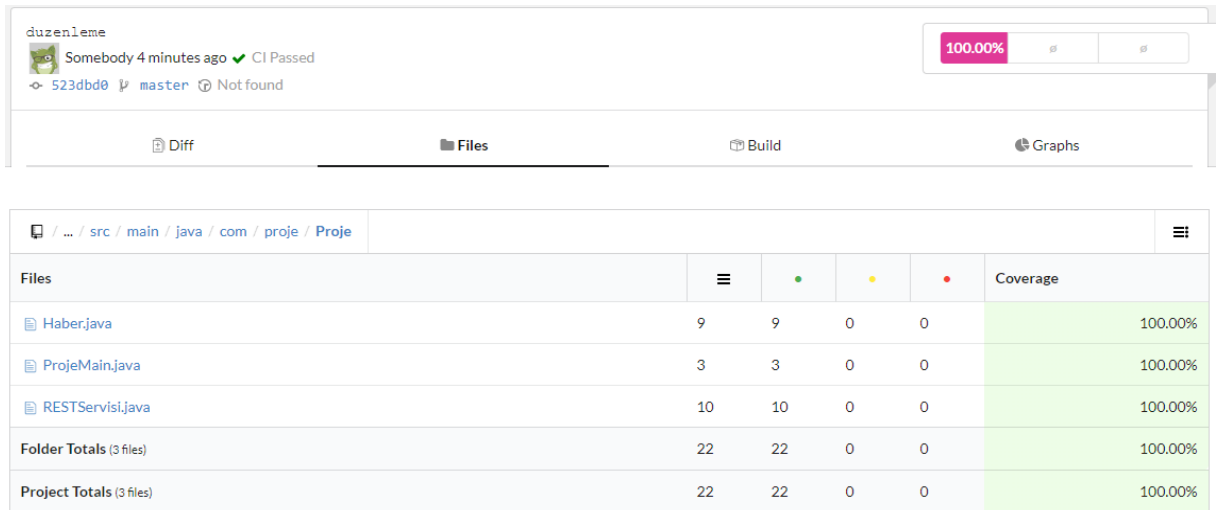 duzenleme
Somebody 4 minutes ago ✔ CI Passed
523dbd0 master Not found
100.00% ø ø
Diff Files Build Graphs
/ ... / src / main / java / com / proje / Proje
Files Coverage
Haber.java 9 9 0 0 100.00%
ProjeMain.java 3 3 0 0 100.00%
RESTServisi.java 10 10 0 0 100.00%
Folder Totals (3 files) 22 22 0 0 100.00%
Project Totals (3 files) 22 22 0 0 100.00%